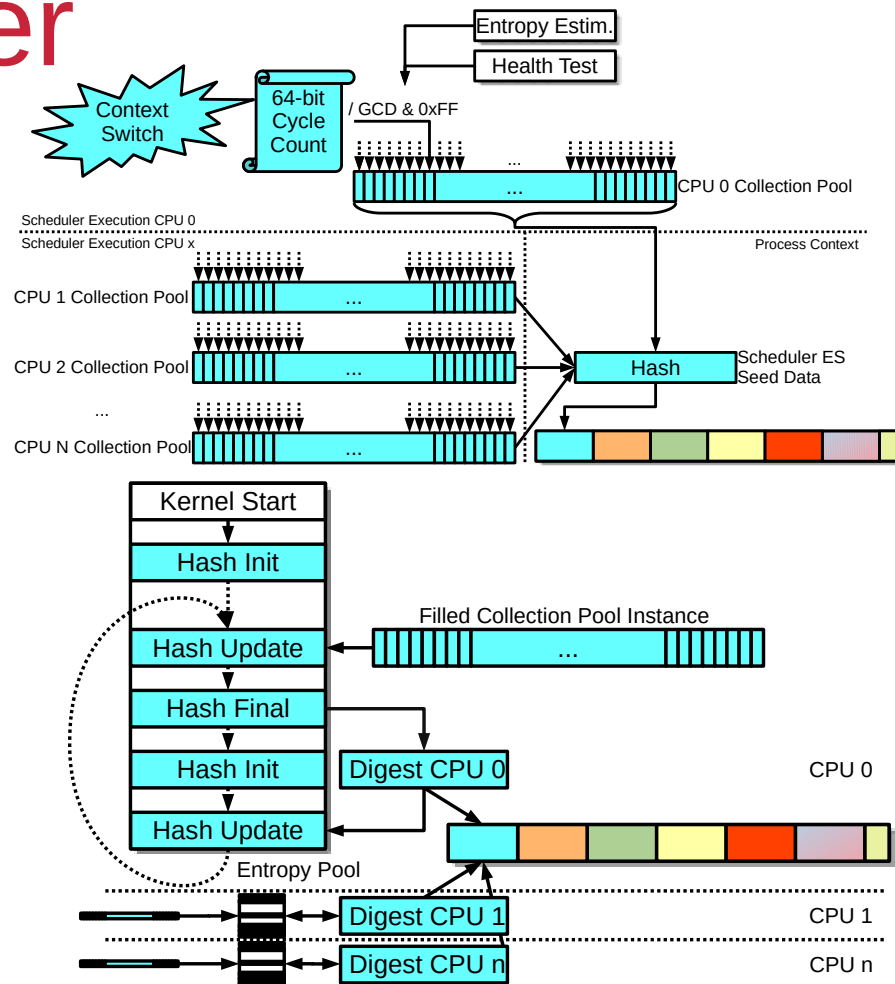 er
Entropy Estim.
Health Test
Context
Switch
64-bit
Cycle
Count
/ GCD & 0xFF
...
...
CPU 0 Collection Pool
Scheduler Execution CPU 0
Scheduler Execution CPU x
Process Context
CPU 1 Collection Pool
...
CPU 2 Collection Pool
...
Hash
Scheduler ES
Seed Data
...
CPU N Collection Pool
...
Kernel Start
Hash Init
Filled Collection Pool Instance
Hash Update
...
Hash Final
Hash Init
Digest CPU 0
CPU 0
Hash Update
Entropy Pool
Digest CPU 1
CPU 1
Digest CPU n
CPU n